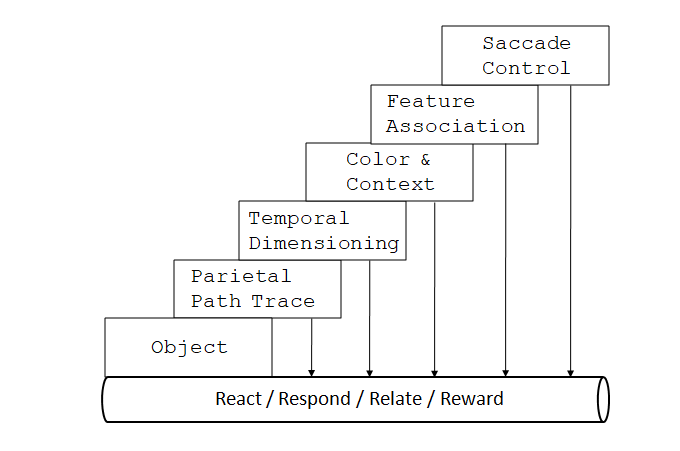 Saccade
Control
Feature
Association
Color &
Context
Temporal
Dimensioning
Parietal
Path Trace
Object
React / Respond / Relate / Reward